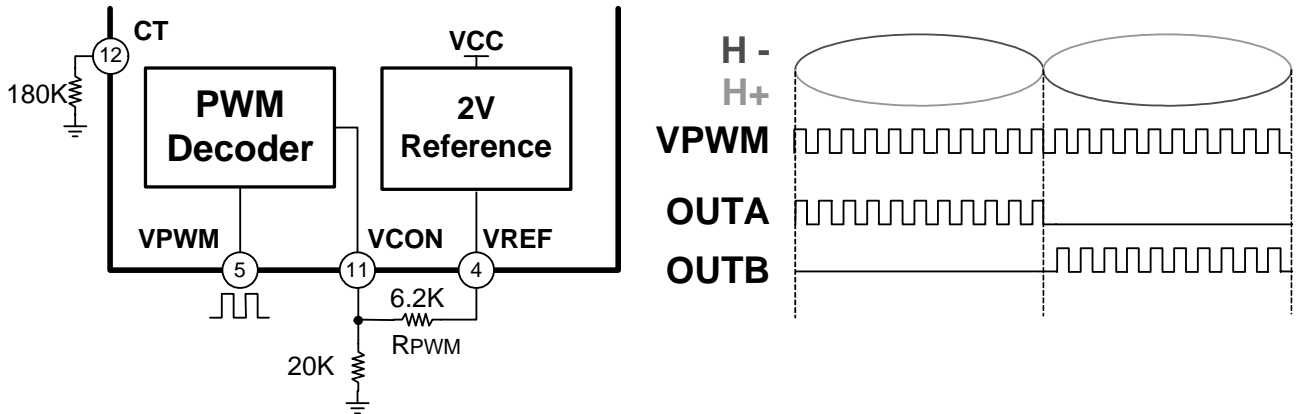 CT
12
180K
VCC
PWM
Decoder
2V
Reference
VPWM
VCON
VREF
5
11
4
6.2K
RPWM
20K
H -
H+
VPWM
OUTA
OUTB